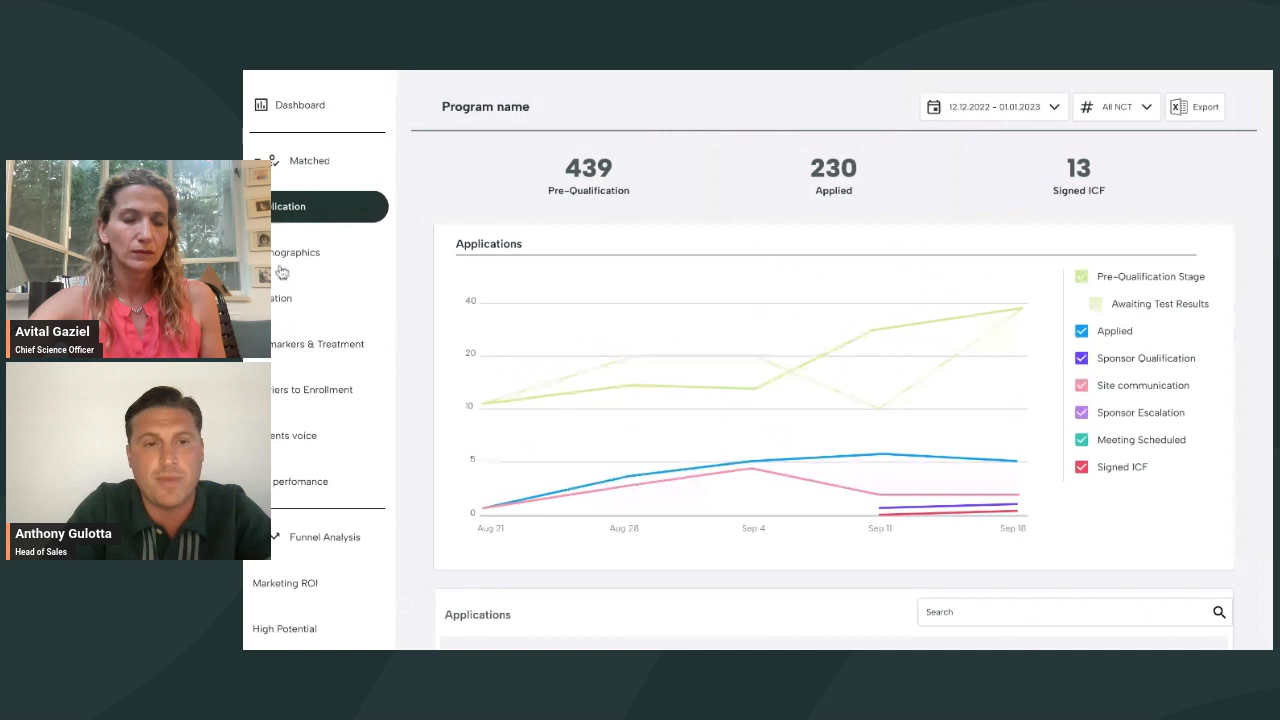 Dashboard
Matched
lication
nographics
ation
markers & Treatment
iers to Enrollment
ents voice
perfomance
Funnel Analysis
Marketing ROI
High Potential
Program name
12.12.2022 - 01.01.2023
# All NCT
Export
439
Pre-Qualification
230
Applied
13
Signed ICF
Applications
40
20
10
5
0
Aug 21
Aug 28
Sep 4
Sep 11
Sep 18
Pre-Qualification Stage
Awaiting Test Results
Applied
Sponsor Qualification
Site communication
Sponsor Escalation
Meeting Scheduled
Signed ICF
Applications
Search
Avital Gaziel
Chief Science Officer
Anthony Gulotta
Head of Sales